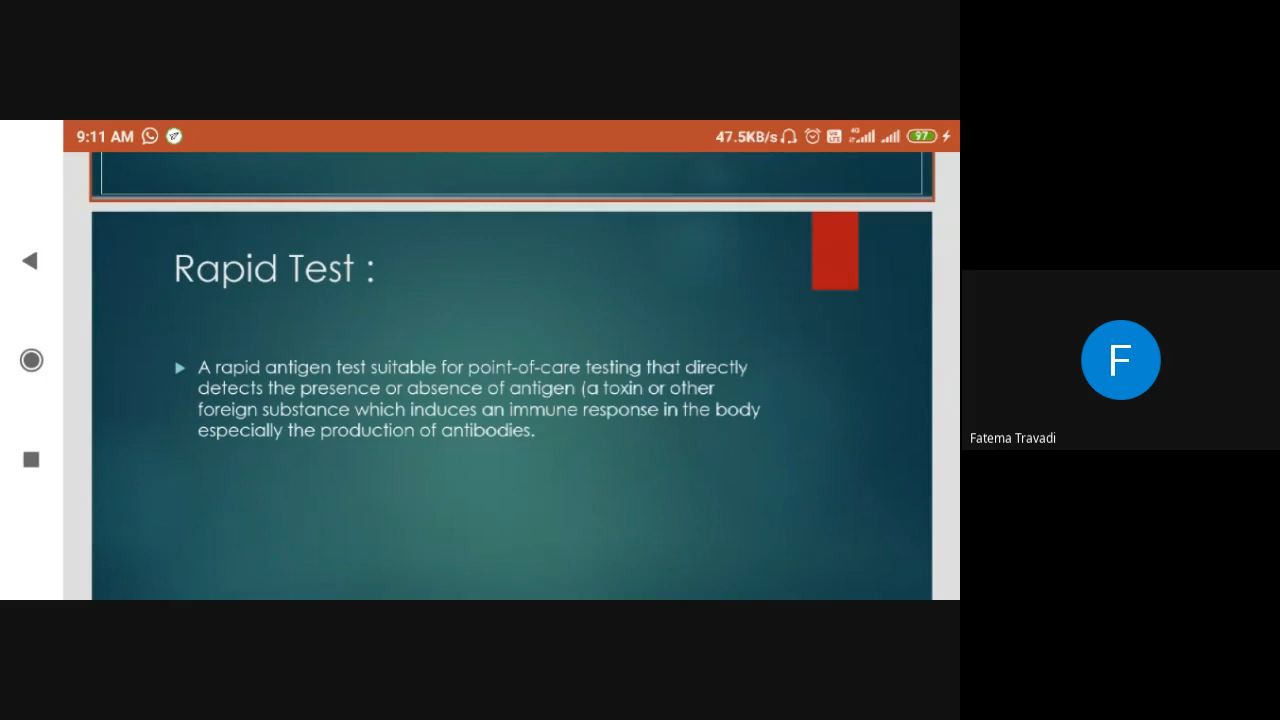 9:11 AM
47.5KB/s 4G 97
Rapid Test :
A rapid antigen test suitable for point-of-care testing that directly
detects the presence or absence of antigen (a toxin or other
foreign substance which induces an immune response in the body
especially the production of antibodies.
F
Fatema Travadi